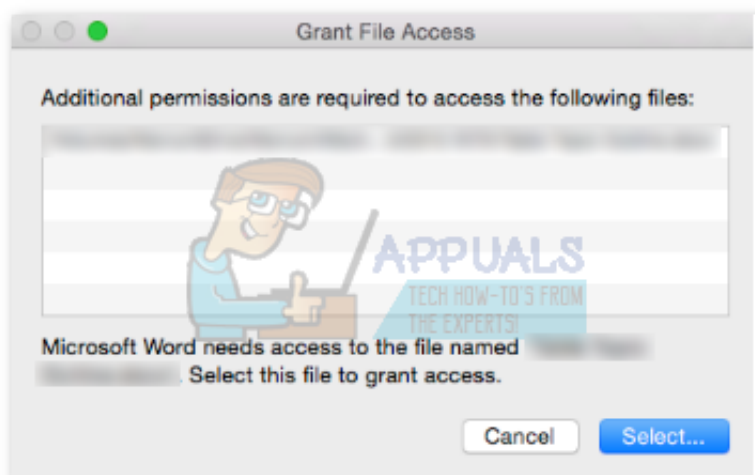 Grant File Access
Additional permissions are required to access the following files:
APPUALS
TECH HOW-TO'S FROM
THE EXPERTS!
Microsoft Word needs access to the file named
. Select this file to grant access.
Cancel
Select...